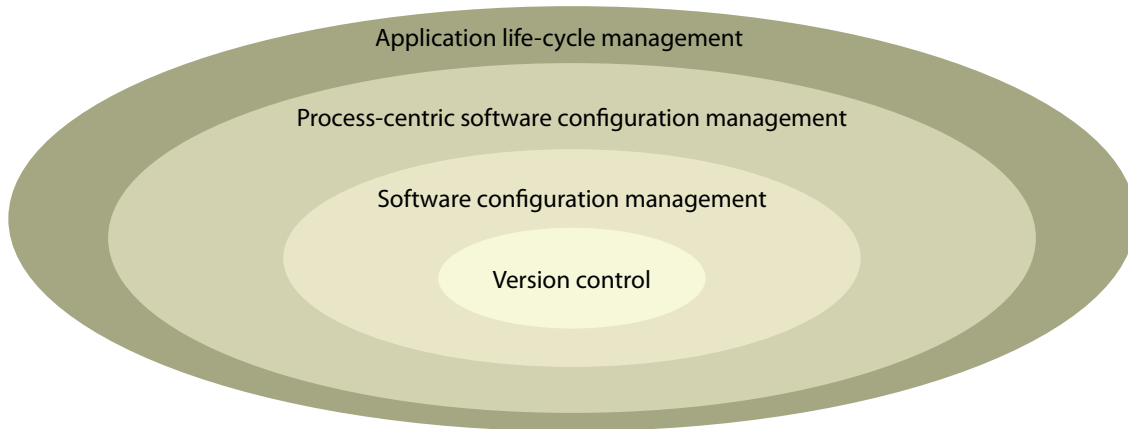 Application life-cycle management
Process-centric software configuration management
Software configuration management
Version control